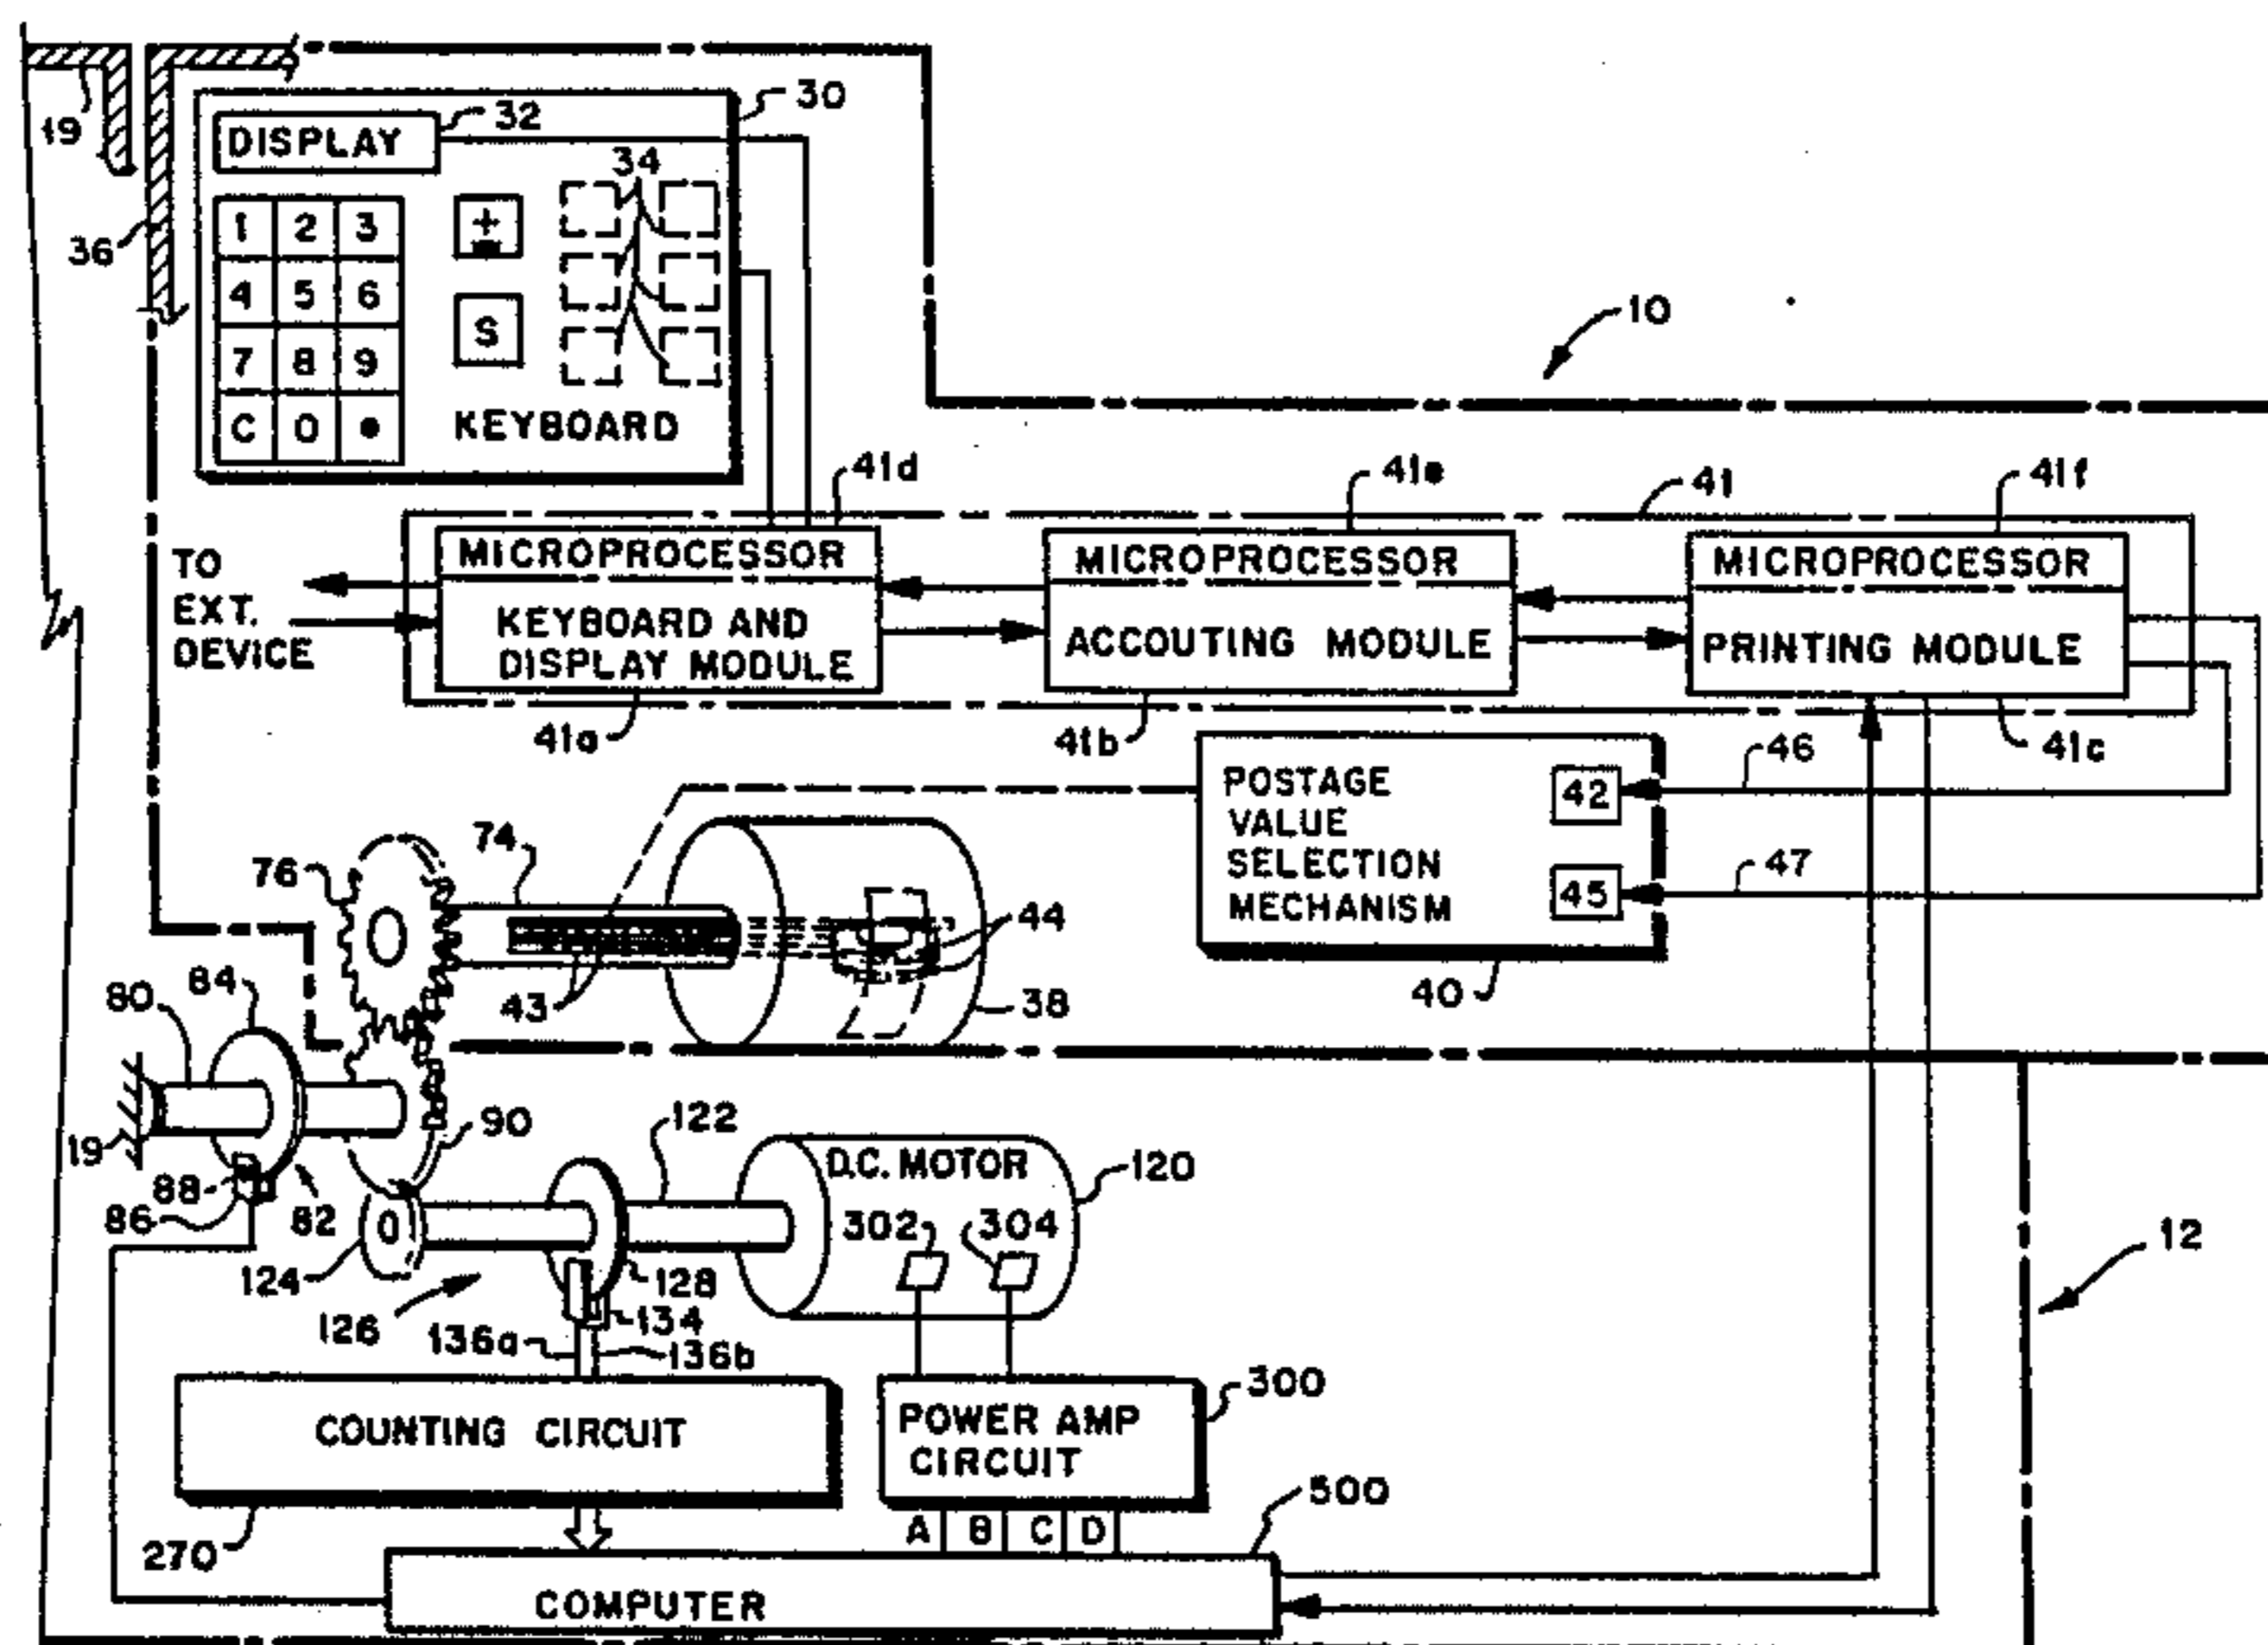 30
32
DISPLAY
19
34
1 2 3
+
36
4 5 6
S
7 8 9
C 0 •
KEYBOARD
10
41d
41e
41
41f
TO
EXT.
DEVICE
MICROPROCESSOR
KEYBOARD AND
DISPLAY MODULE
MICROPROCESSOR
ACCOUTING MODULE
MICROPROCESSOR
PRINTING MODULE
41a
41b
41c
POSTAGE
VALUE
SELECTION
MECHANISM
42
45
46
47
40
74
76
44
43
38
84
80
19
88
86
82
90
122
D.C. MOTOR
120
302
304
12
124
126
128
134
136a
136b
COUNTING CIRCUIT
270
POWER AMP
CIRCUIT
300
A B C D
500
COMPUTER